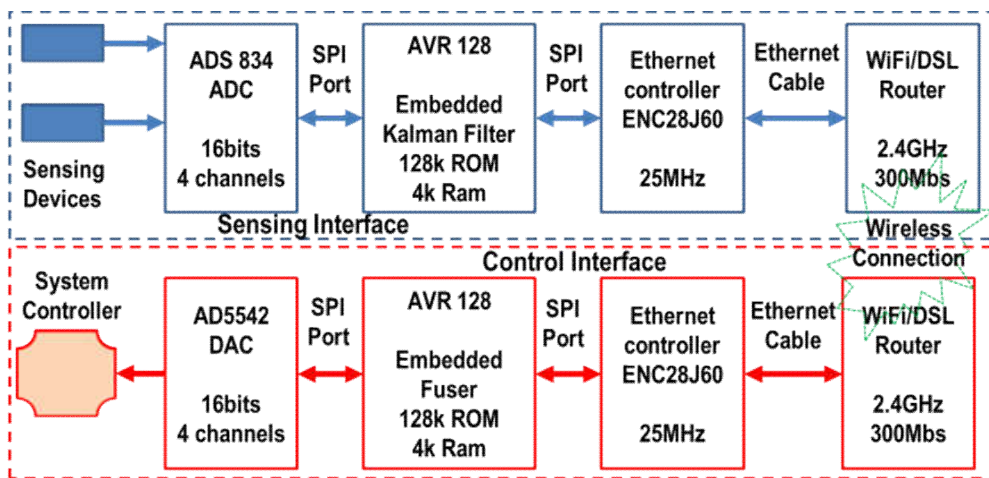 ADS 834
ADC
16bits
4 channels
SPI
Port
AVR 128
Embedded
Kalman Filter
128k ROM
4k Ram
SPI
Port
Ethernet
controller
ENC28J60
25MHz
Ethernet
Cable
WiFi/DSL
Router
2.4GHz
300Mbs
Sensing
Devices
Sensing Interface
Wireless
Connection
Control Interface
System
Controller
AD5542
DAC
16bits
4 channels
SPI
Port
AVR 128
Embedded
Fuser
128k ROM
4k Ram
SPI
Port
Ethernet
controller
ENC28J60
25MHz
Ethernet
Cable
WiFi/DSL
Router
2.4GHz
300Mbs